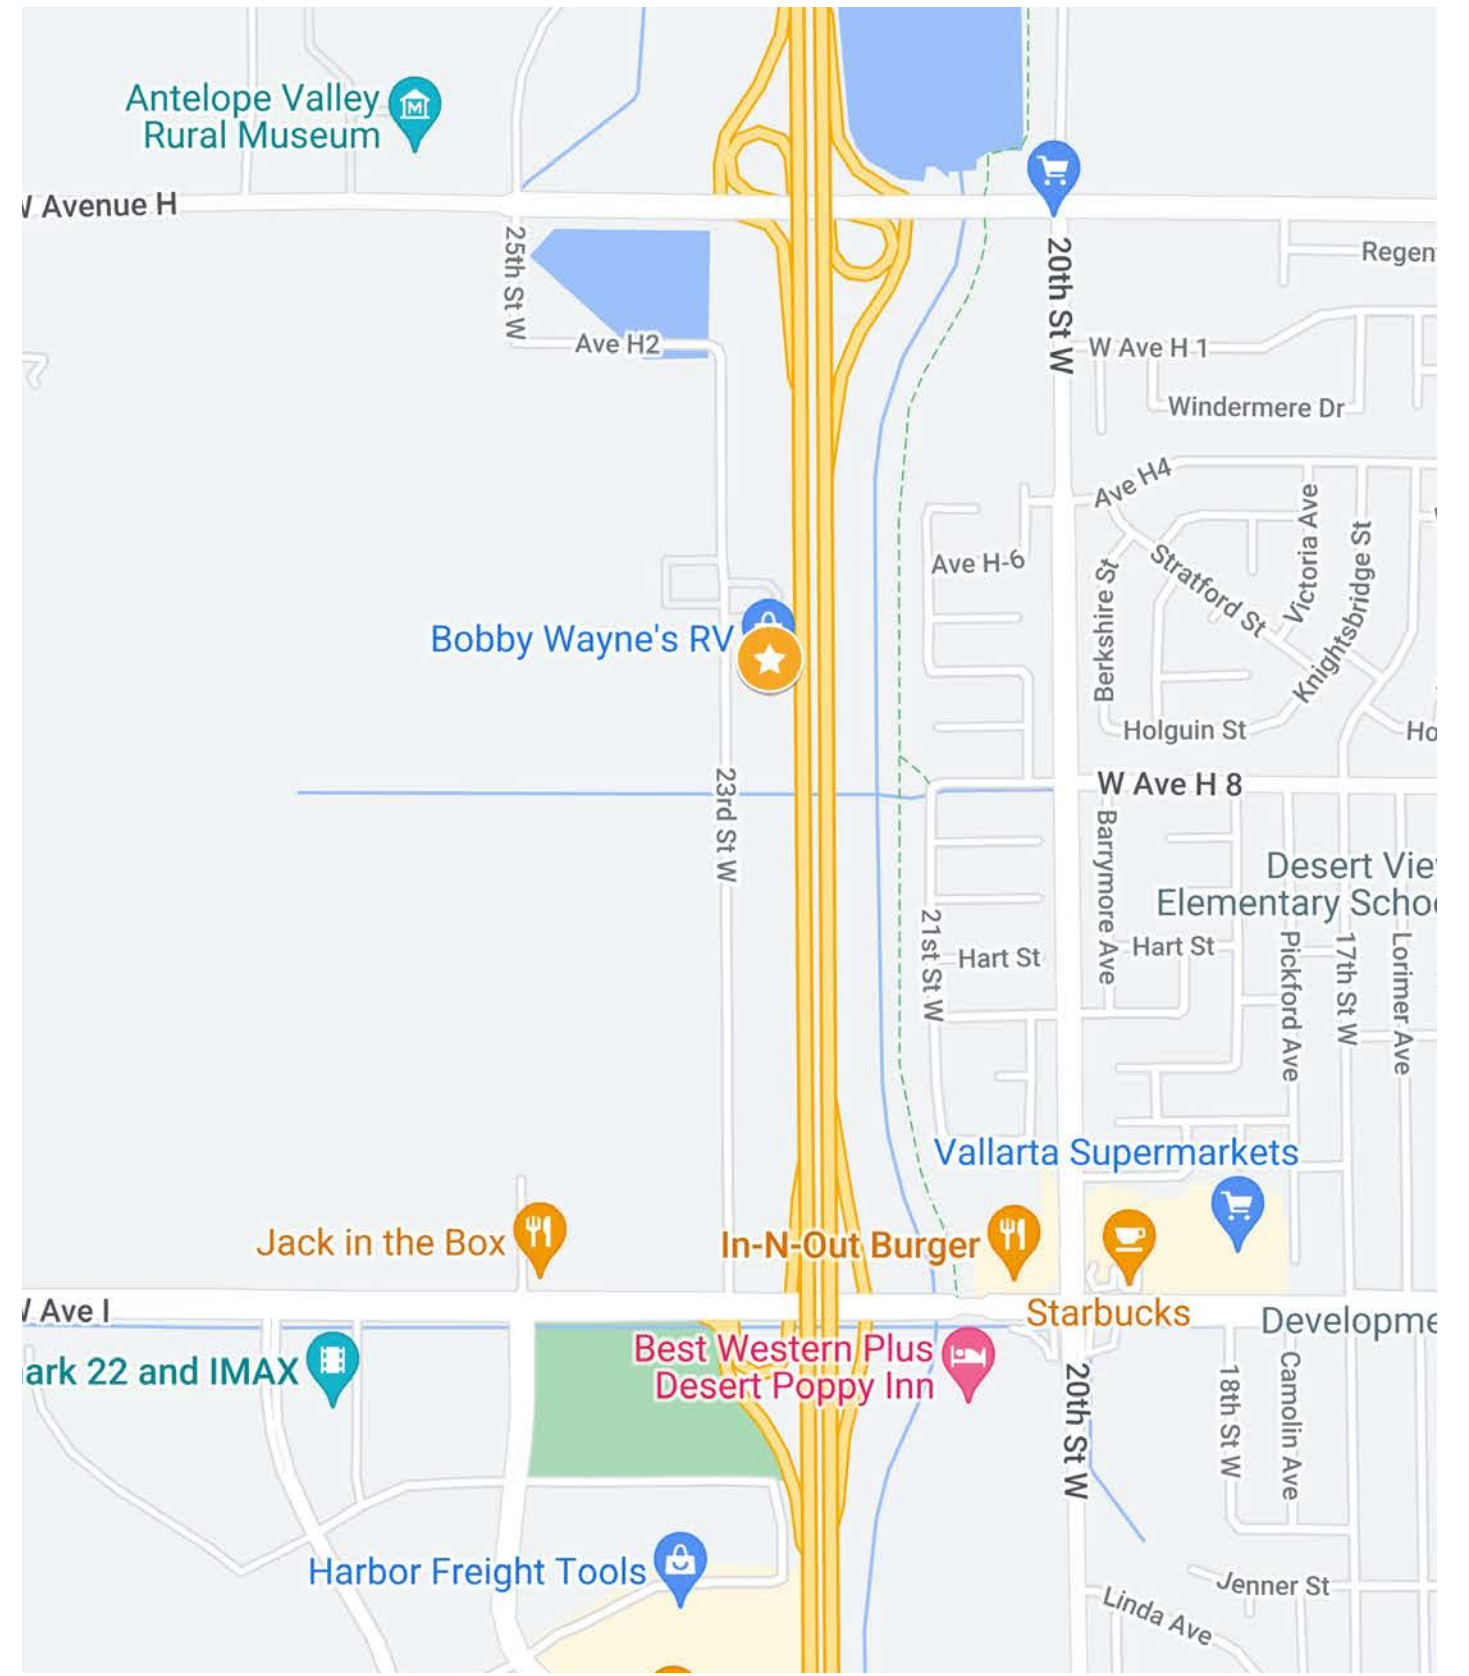 Antelope Valley
Rural Museum
Avenue H
25th St W
20th St W
Regen
Ave H2
W Ave H 1
Windermere Dr
Ave H4
Victoria Ave
Ave H-6
Stratford St
Knightsbridge St
Berkshire St
Bobby Wayne's RV
Holguin St
Ho
W Ave H 8
23rd St W
Barrymore Ave
Desert Vie
Elementary Schoo
21st St W
Hart St
Hart St
Pickford Ave
17th St W
Lorimer Ave
Vallarta Supermarkets
Jack in the Box
In-N-Out Burger
Ave I
Starbucks
Developme
ark 22 and IMAX
Best Western Plus
Desert Poppy Inn
20th St W
18th St W
Camolin Ave
Harbor Freight Tools
Jenner St
Linda Ave
M